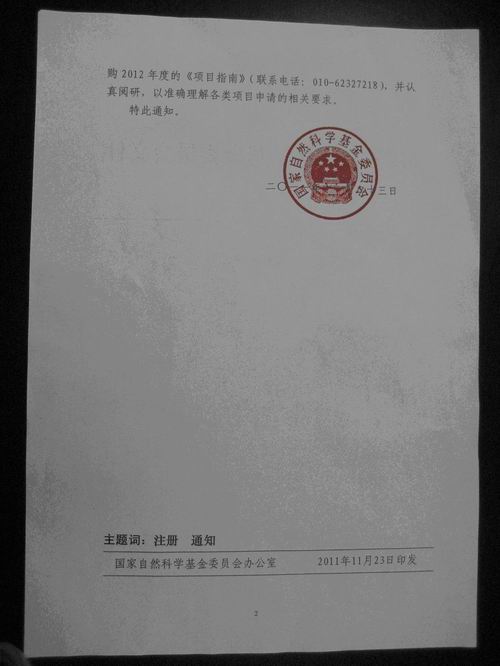 购 2012 年度的《项目指南》(联系电话: 010-62327218), 并认
真阅研, 以准确理解各类项目申请的相关要求。
特此通知。
国家自然科学基金委员会
二〇
三日
主题词: 注册 通知
国家自然科学基金委员会办公室 2011年11月23日印发
2